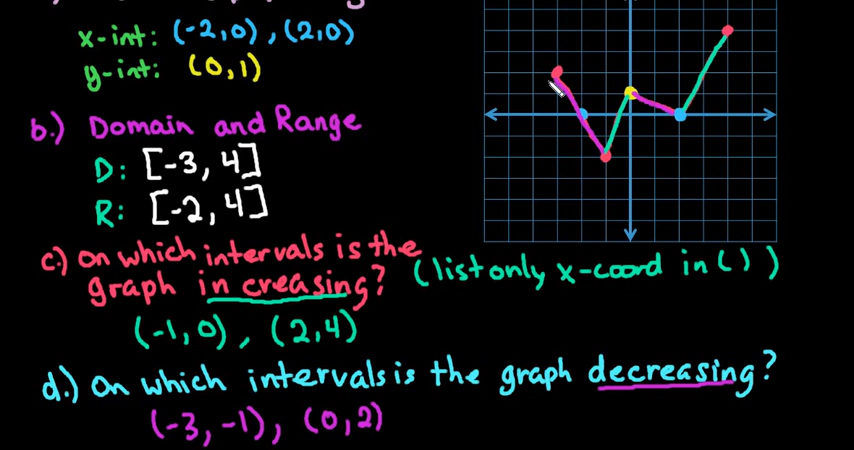 x-int: (-2,0), (2,0)
y-int: (0,1)
b.) Domain and Range
D: [-3, 4]
R: [-2, 4]
c.) on which intervals is the
graph in creasing? (list only x-coord in ( ) )
(-1,0), (2,4)
d.) on which intervals is the graph decreasing?
(-3,-1), (0,2)